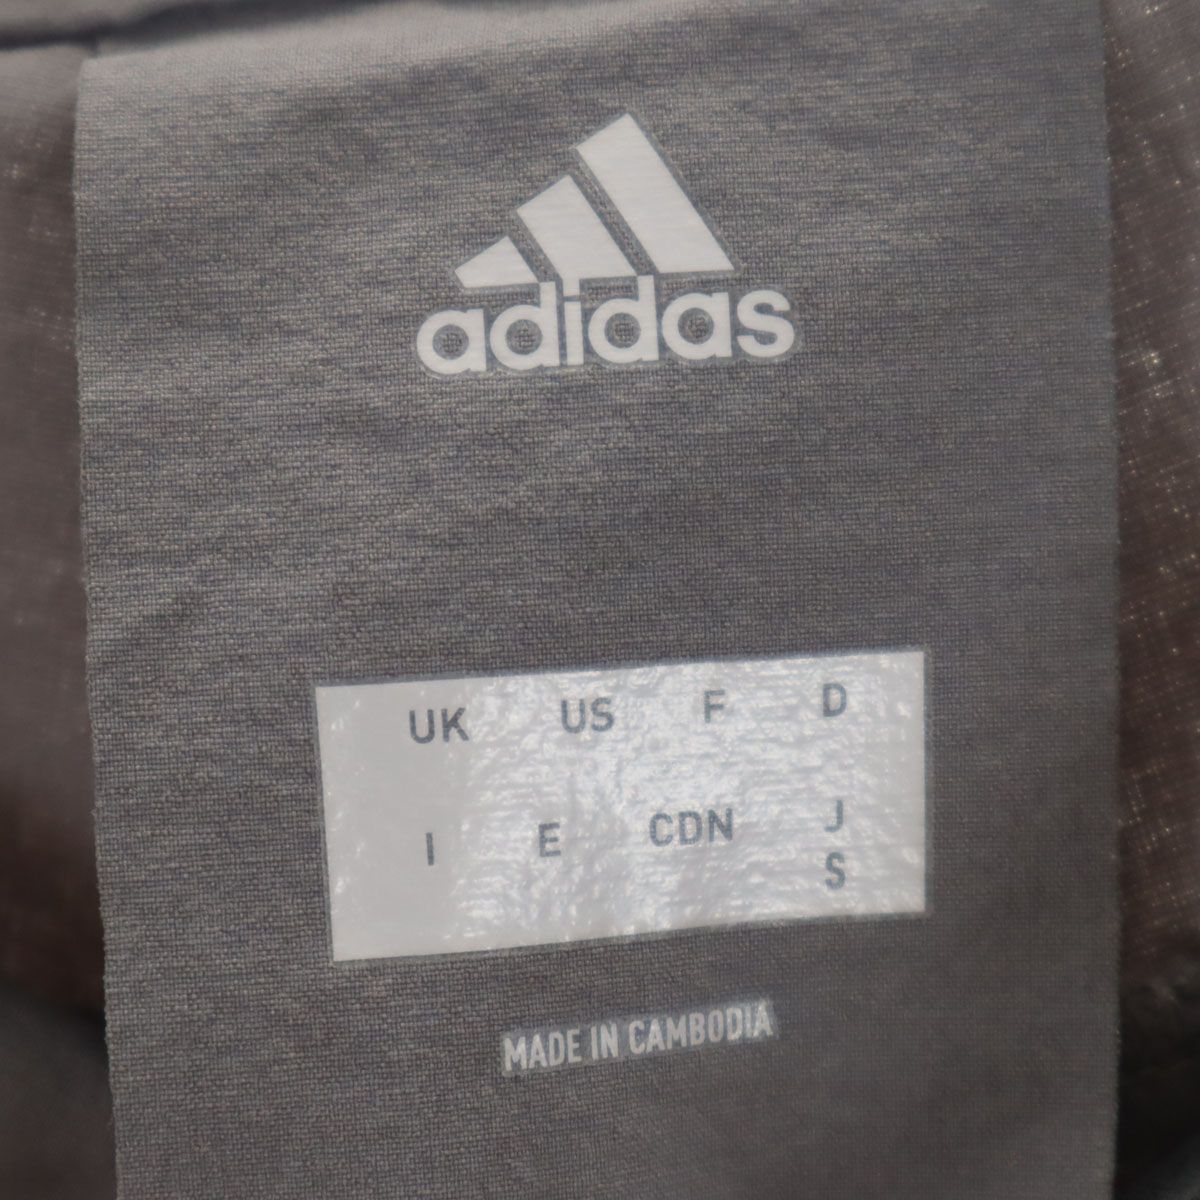 adidas
UK US F D
I E CDN J
S
MADE IN CAMBODIA